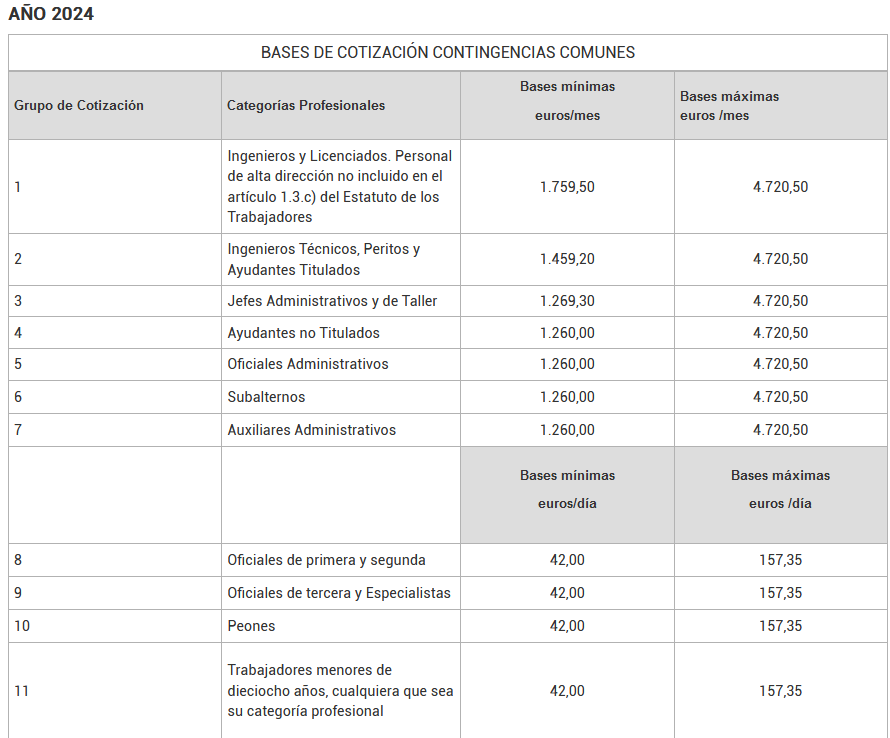 AÑO 2024
BASES DE COTIZACIÓN CONTINGENCIAS COMUNES
Grupo de Cotización
Categorías Profesionales
Bases mínimas
euros/mes
Bases máximas
euros /mes
1
Ingenieros y Licenciados. Personal
de alta dirección no incluido en el
artículo 1.3.c) del Estatuto de los
Trabajadores
1.759,50
4.720,50
2
Ingenieros Técnicos, Peritos y
Ayudantes Titulados
1.459,20
4.720,50
3
Jefes Administrativos y de Taller
1.269,30
4.720,50
4
Ayudantes no Titulados
1.260,00
4.720,50
5
Oficiales Administrativos
1.260,00
4.720,50
6
Subalternos
1.260,00
4.720,50
7
Auxiliares Administrativos
1.260,00
4.720,50
Bases mínimas
euros/día
Bases máximas
euros /día
8
Oficiales de primera y segunda
42,00
157,35
9
Oficiales de tercera y Especialistas
42,00
157,35
10
Peones
42,00
157,35
11
Trabajadores menores de
dieciocho años, cualquiera que sea
su categoría profesional
42,00
157,35